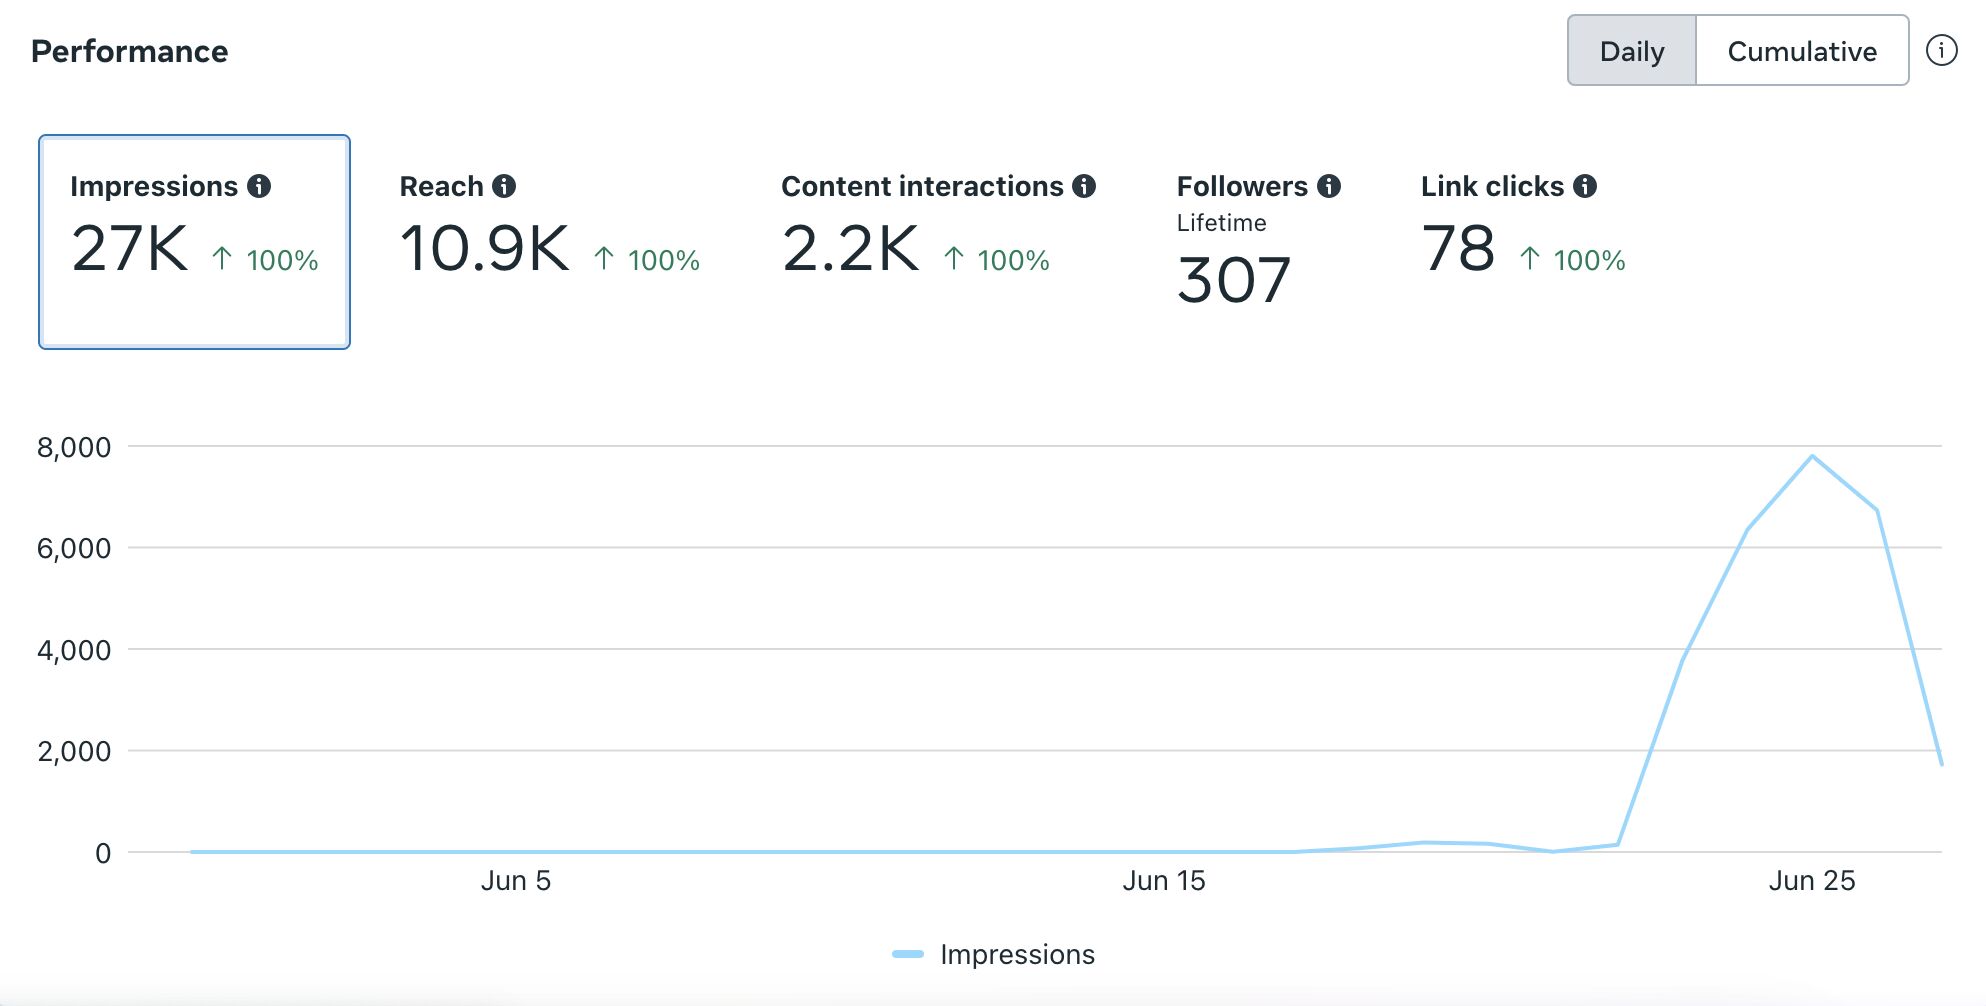 Performance
Daily
Cumulative
Impressions
27K ↑ 100%
Reach
10.9K ↑ 100%
Content interactions
2.2K ↑ 100%
Followers
Lifetime
307
Link clicks
78 ↑ 100%
8,000
6,000
4,000
2,000
0
Jun 5
Jun 15
Jun 25
Impressions